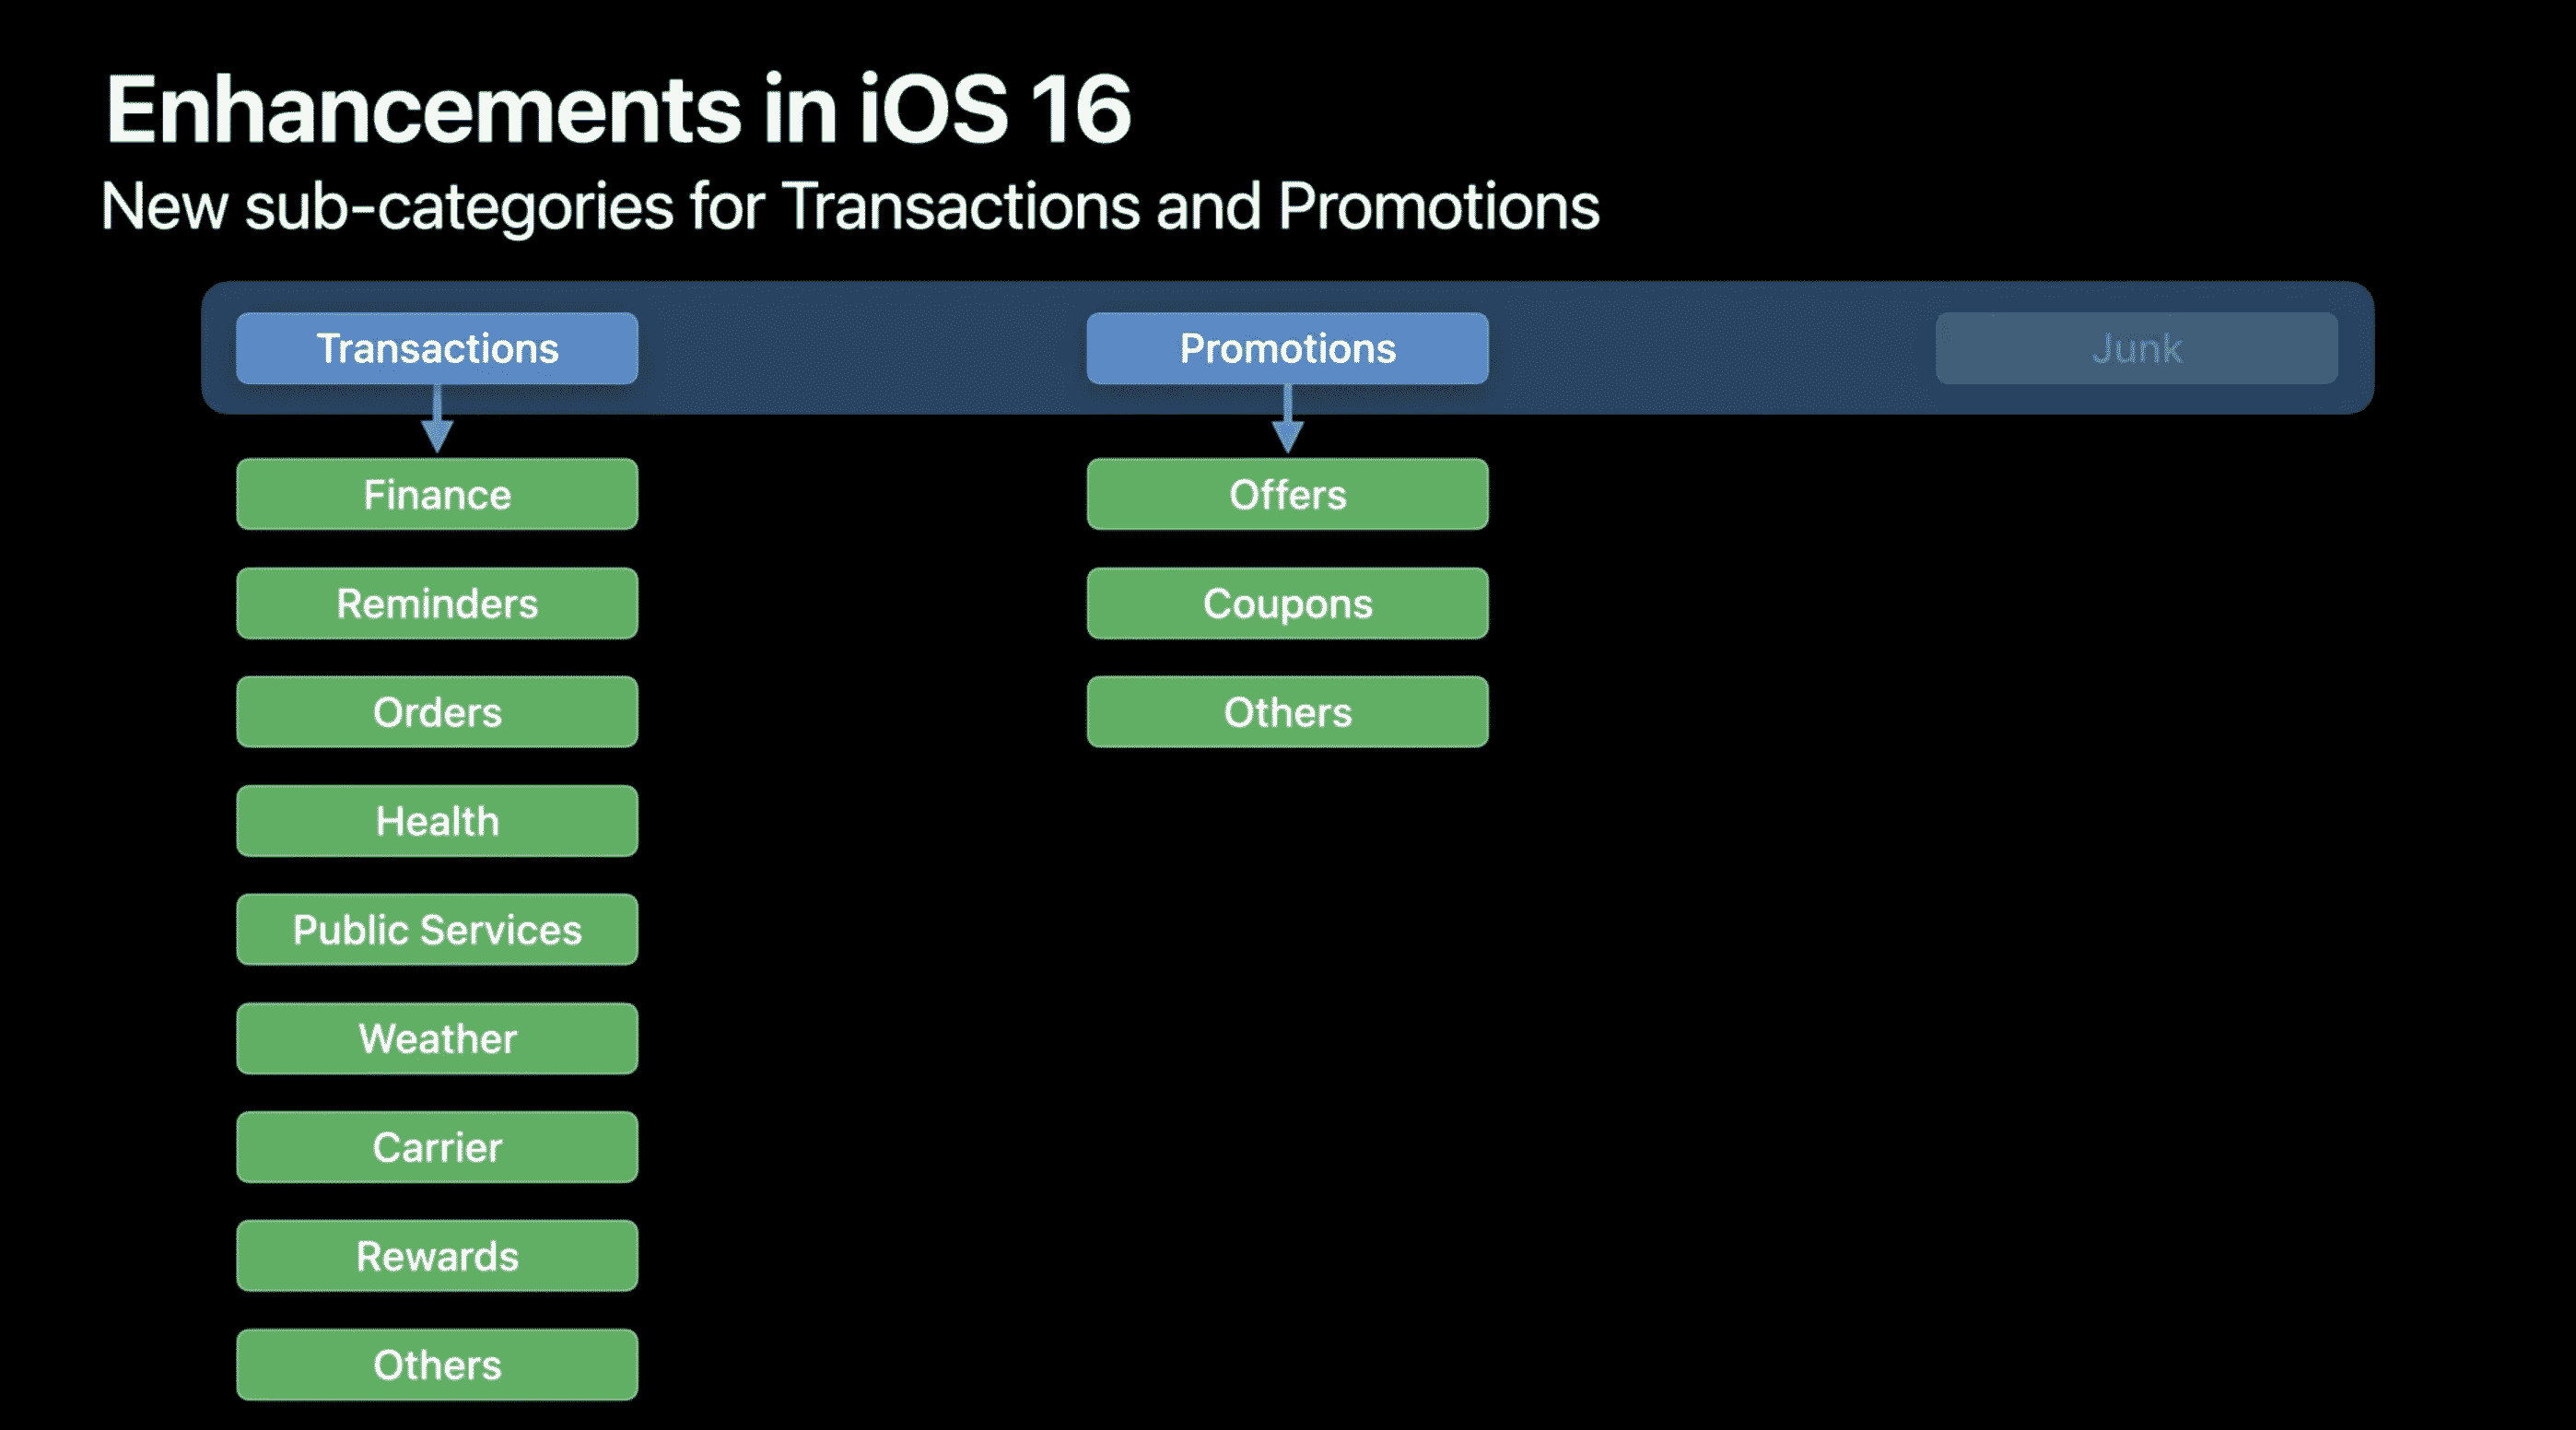 Enhancements in iOS 16
New sub-categories for Transactions and Promotions
Transactions
Promotions
Junk
Finance
Reminders
Orders
Health
Public Services
Weather
Carrier
Rewards
Others
Offers
Coupons
Others